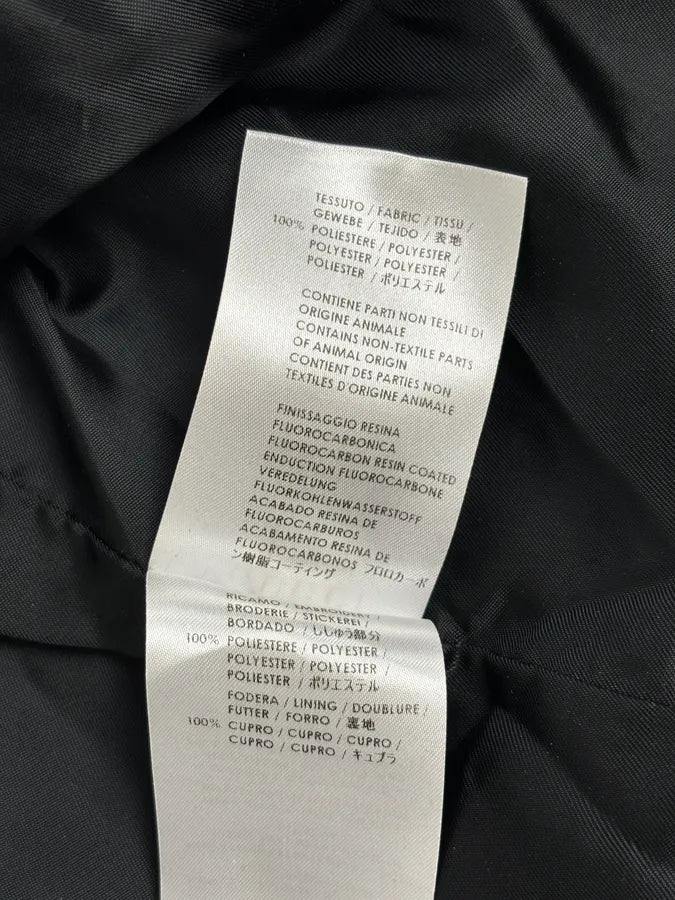 TESSUTO / FABRIC / TISSU /
GEWEBE / TEJIDO / 表地
100% POLIESTERE / POLYESTER /
POLYESTER / POLYESTER /
POLIESTER / ポリエステル
CONTIENE PARTI NON TESSILI DI
ORIGINE ANIMALE
CONTAINS NON-TEXTILE PARTS
OF ANIMAL ORIGIN
CONTIENT DES PARTIES NON
TEXTILES D'ORIGINE ANIMALE
FINISSAGGIO RESINA
FLUOROCARBONICA
FLUOROCARBON RESIN COATED
ENDUCTION FLUOROCARBONE
VEREDELUNG
FLUORKOHLENWASSERSTOFF
ACABADO RESINA DE
FLUOROCARBUROS
ACABAMENTO RESINA DE
FLUOROCARBONOS フロロカーボ
ン樹脂コーティング
RICAMO / EMBROIDERY /
BRODERIE / STICKEREI /
BORDADO / ししゅう部分
100% POLIESTERE / POLYESTER /
POLYESTER / POLYESTER /
POLIESTER / ポリエステル
FODERA / LINING / DOUBLURE /
FUTTER / FORRO / 裏地
100% CUPRO / CUPRO / CUPRO /
CUPRO / CUPRO / キュプラ